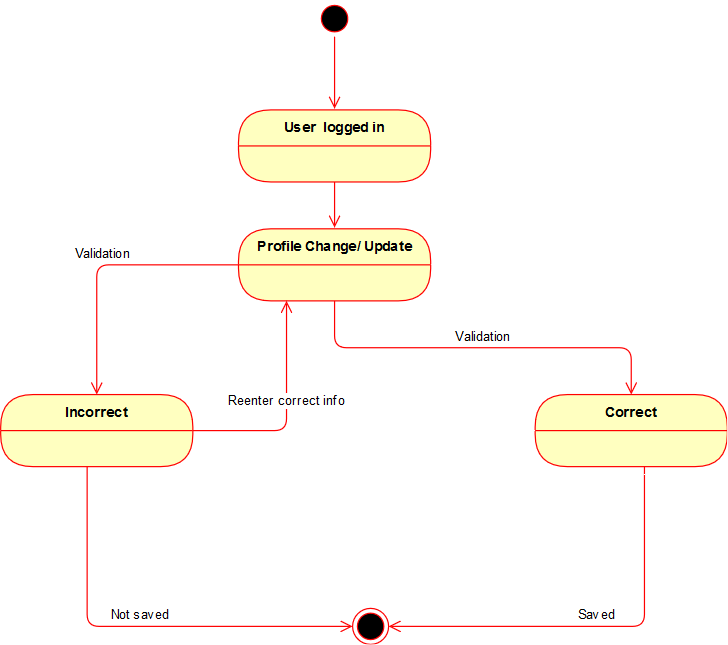 User logged in
Profile Change/ Update
Validation
Validation
Reenter correct info
Incorrect
Correct
Not saved
Saved